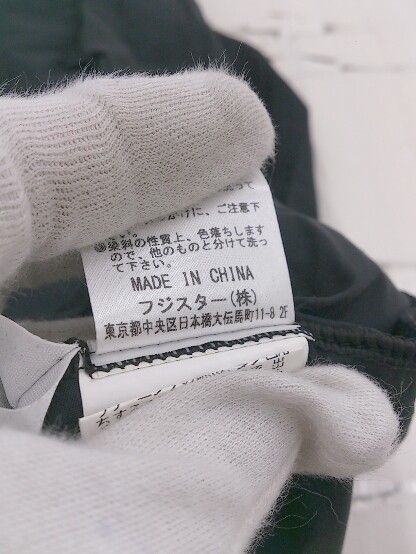 かけに、ご注意下
さい。
㊟染料の性質上、色落ちします
ので、他のものと分けて洗っ
て下さい。
MADE IN CHINA
フジスター(株)
東京都中央区日本橋大伝馬町11-8 2F